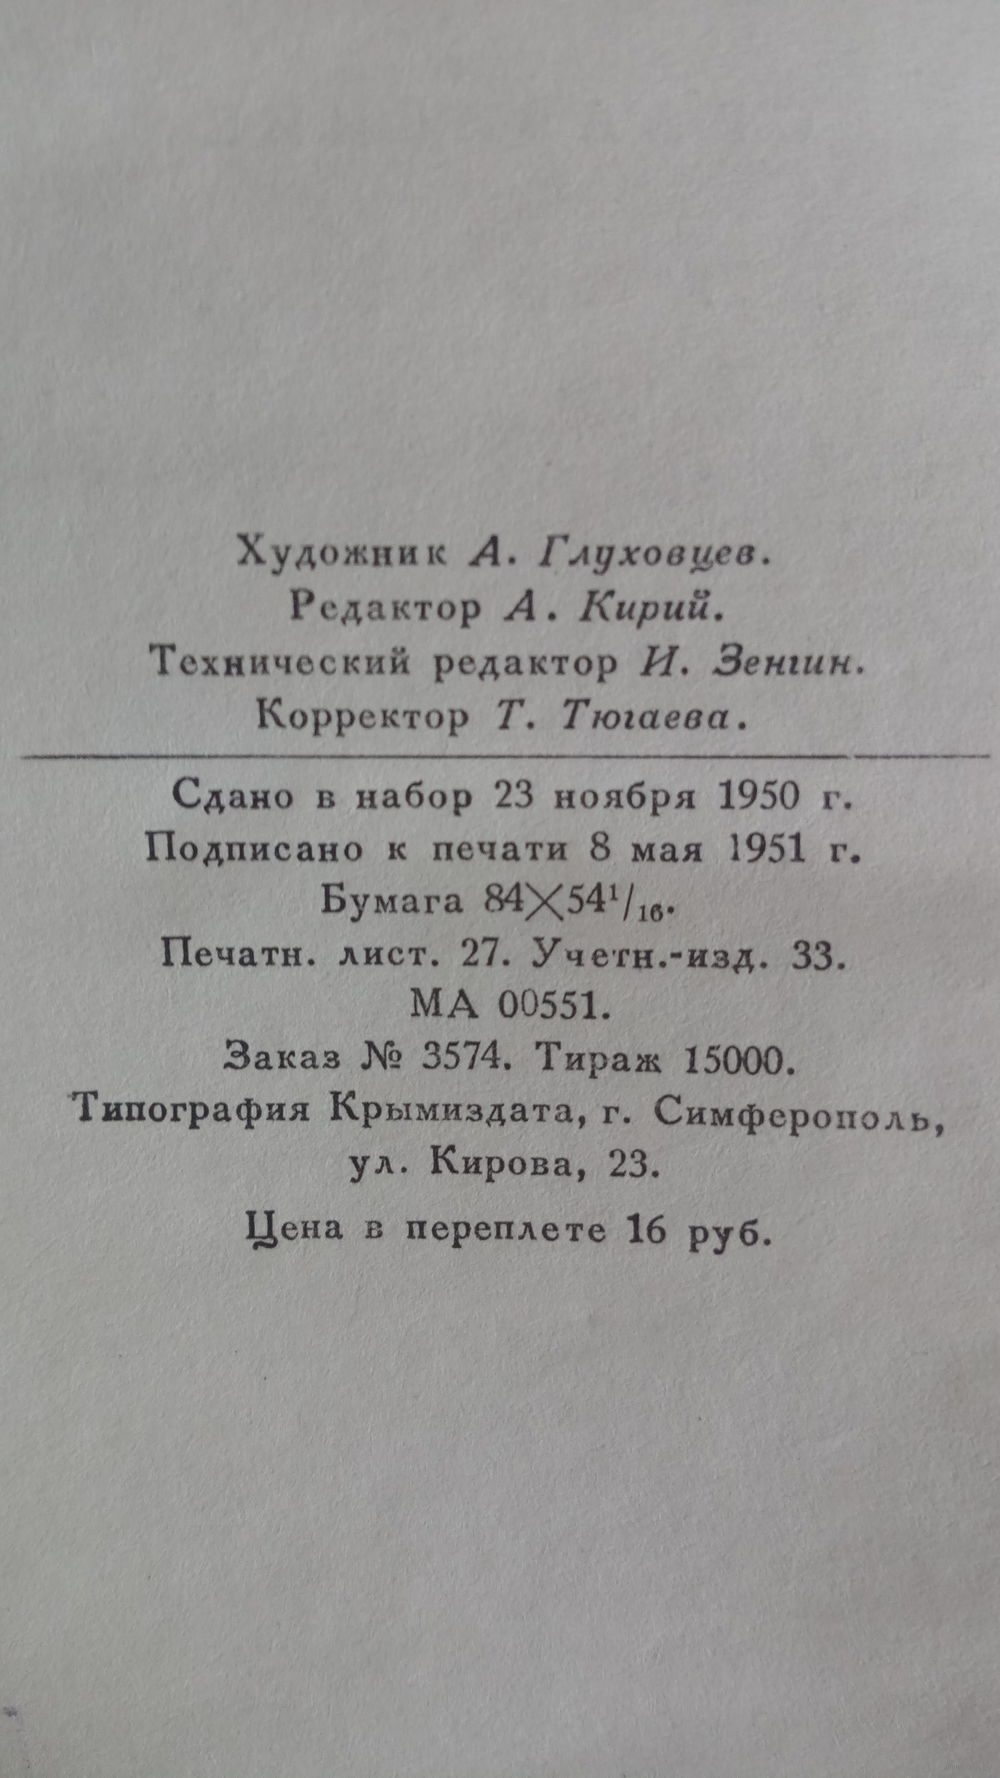 Художник А. Глуховцев.
Редактор А. Кирий.
Технический редактор И. Зенгин.
Корректор Т. Тюгаева.
Сдано в набор 23 ноября 1950 г.
Подписано к печати 8 мая 1951 г.
Бумага 84×54¹/₁₆.
Печатн. лист. 27. Учетн.-изд. 33.
МА 00551.
Заказ № 3574. Тираж 15000.
Типография Крымиздата, г. Симферополь,
ул. Кирова, 23.
Цена в переплете 16 руб.